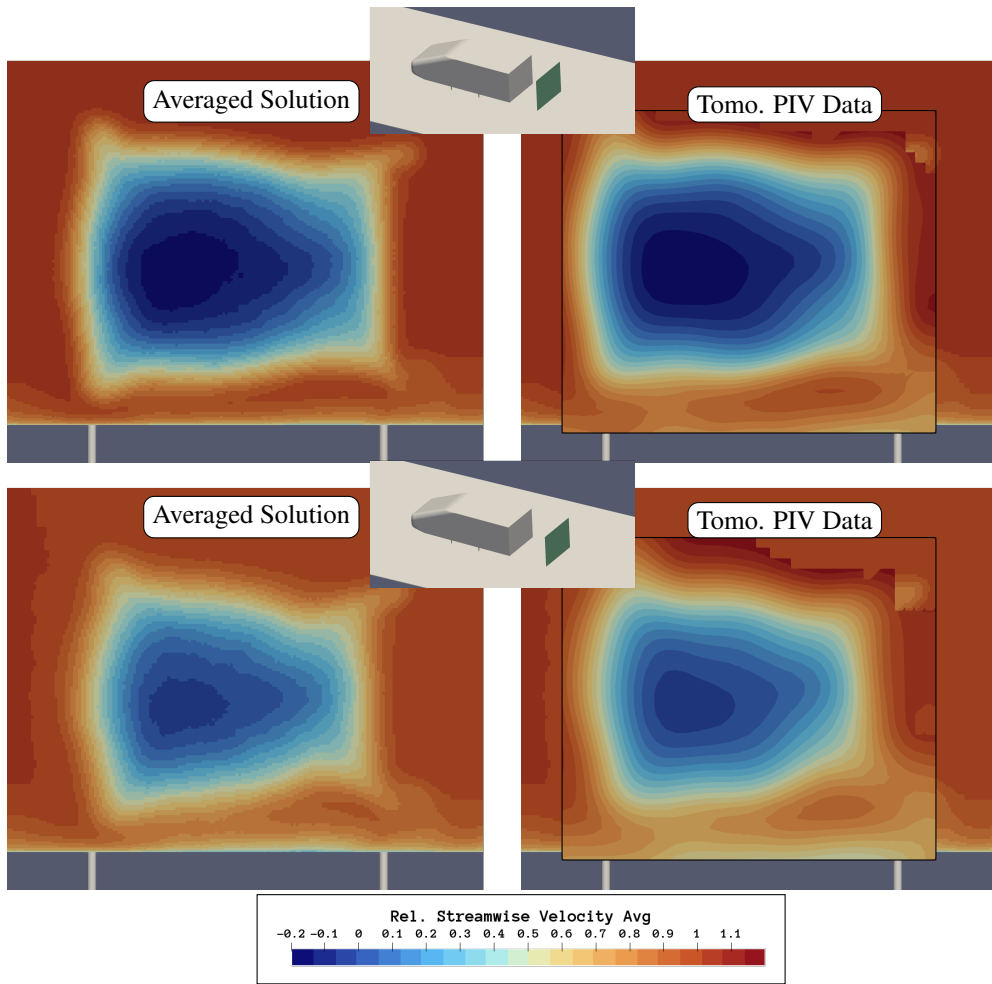 Averaged Solution
Tomo. PIV Data
Averaged Solution
Tomo. PIV Data
Rel. Streamwise Velocity Avg
-0.2 -0.1 0 0.1 0.2 0.3 0.4 0.5 0.6 0.7 0.8 0.9 1 1.1